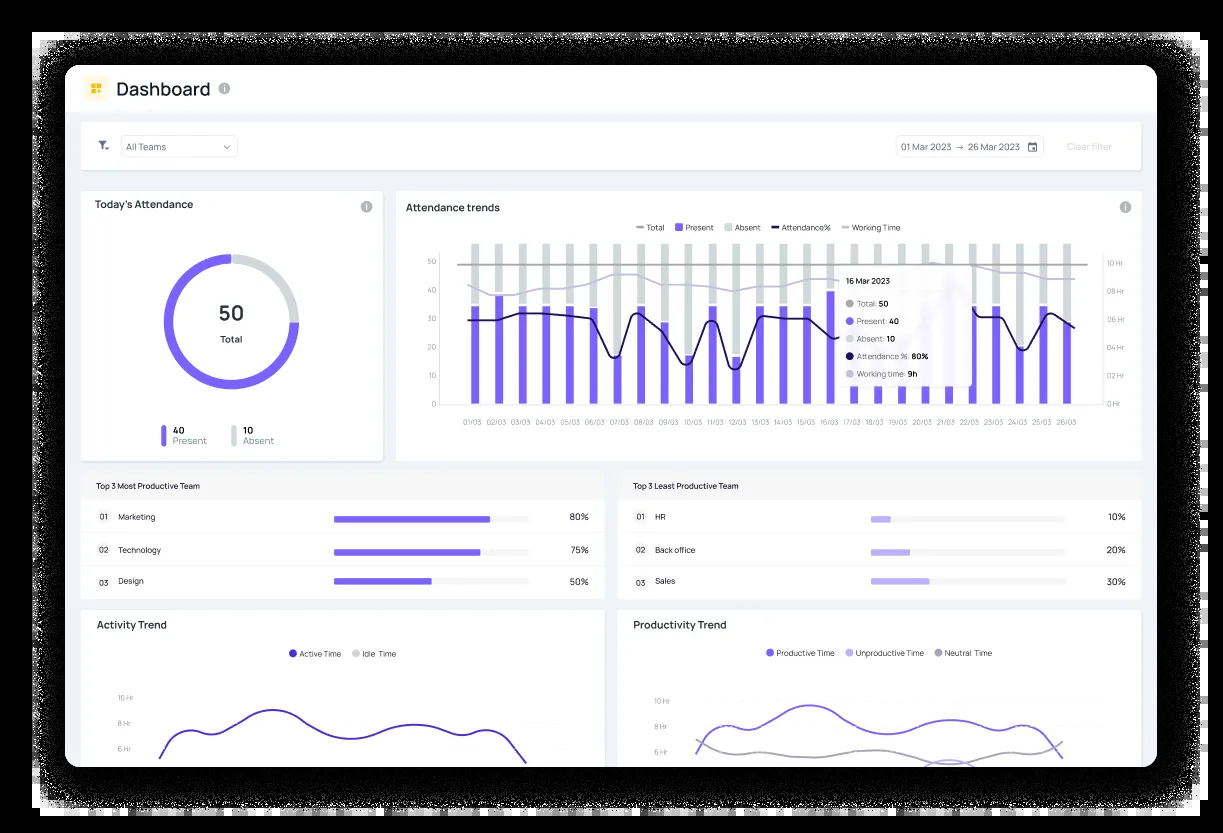 Dashboard
All Teams
01 Mar 2023 → 26 Mar 2023
Clear filter
Today's Attendance
50
Total
40
Present
10
Absent
Attendance trends
Total Present Absent Attendance% Working Time
50
40
30
20
10
0
10 Hr
08 Hr
06 Hr
04 Hr
02 Hr
0 Hr
16 Mar 2023
Total: 50
Present: 40
Absent: 10
Attendance %: 80%
Working time: 9h
01/03 02/03 03/03 04/03 05/03 06/03 07/03 08/03 09/03 10/03 11/03 12/03 13/03 14/03 15/03 16/03 17/03 18/03 19/03 20/03 21/03 22/03 23/03 24/03 25/03 26/03
Top 3 Most Productive Team
01 Marketing 80%
02 Technology 75%
03 Design 50%
Top 3 Least Productive Team
01 HR 10%
02 Back office 20%
03 Sales 30%
Activity Trend
Active Time Idle Time
10 Hr
8 Hr
6 Hr
Productivity Trend
Productive Time Unproductive Time Neutral Time
10 Hr
8 Hr
6 Hr